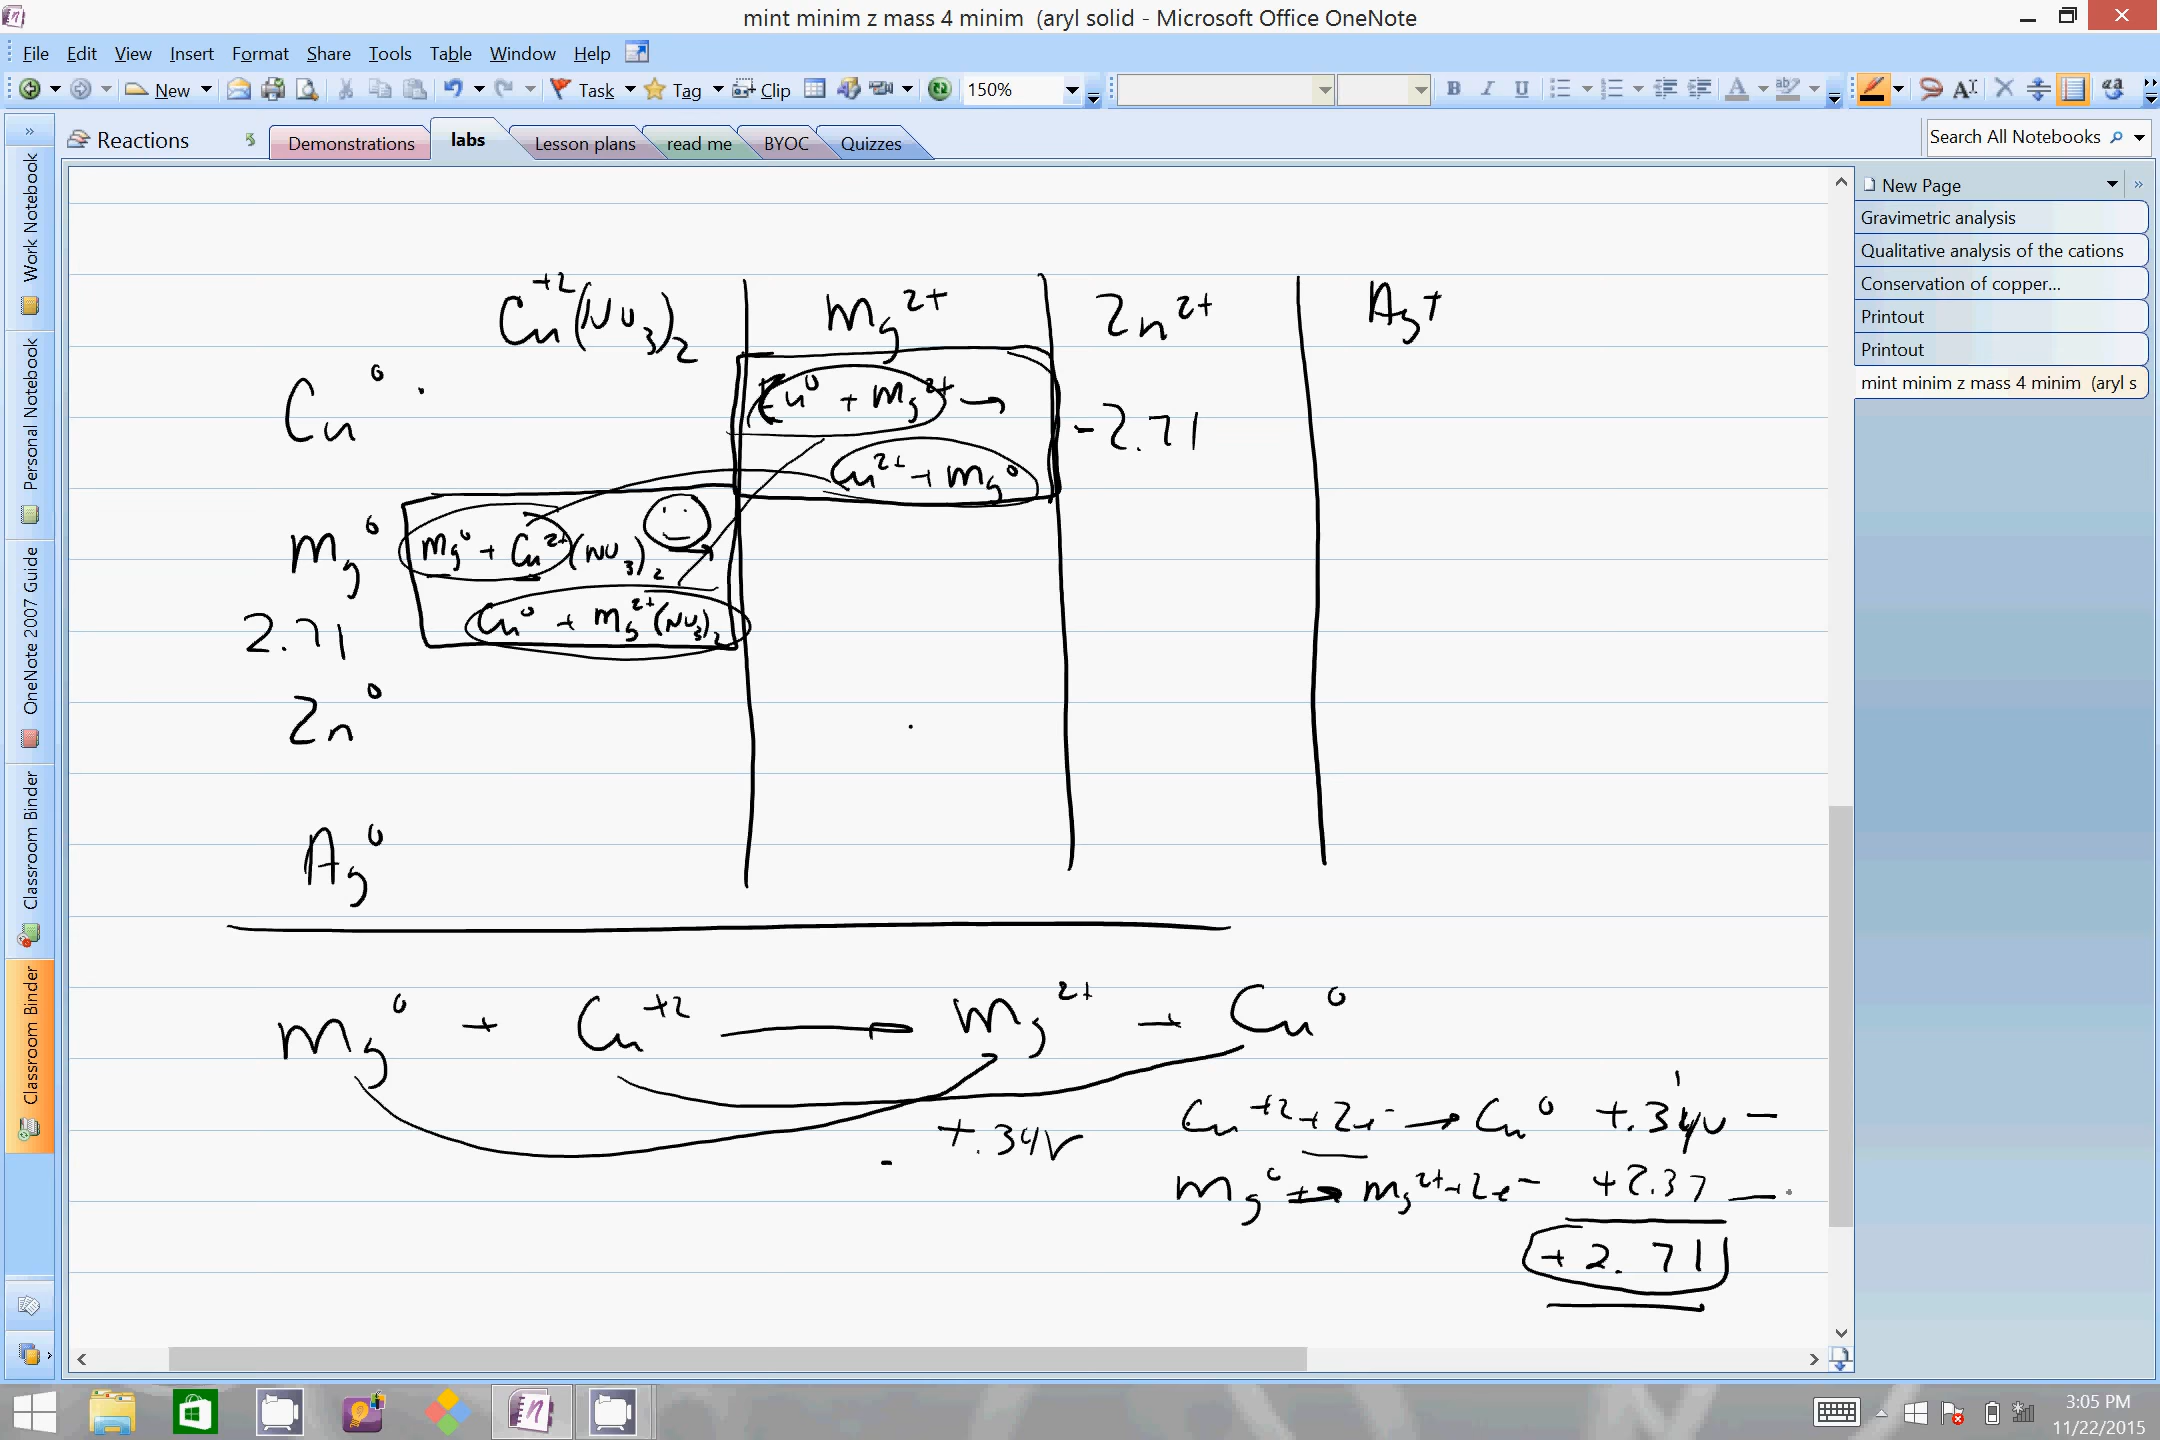 mint minim z mass 4 minim (aryl solid - Microsoft Office OneNote
File Edit View Insert Format Share Tools Table Window Help
New Task Tag Clip 150% B I U A ab
Reactions Demonstrations labs Lesson plans read me BYOC Quizzes Search All Notebooks
Work Notebook
Personal Notebook
OneNote 2007 Guide
Classroom Binder
Classroom Binder
New Page
Gravimetric analysis
Qualitative analysis of the cations
Conservation of copper...
Printout
Printout
mint minim z mass 4 minim (aryl s
Cu⁺²(NO₃)₂ Mg²⁺ Zn²⁺ Ag⁺
Cu⁰ Cu⁰ + Mg²⁺ → -2.71
Cu²⁺ + Mg⁰
Mg⁰ Mg⁰ + Cu²⁺(NO₃)₂ →
2.71 Cu⁰ + Mg²⁺(NO₃)₂
Zn⁰
Ag⁰
Mg⁰ + Cu⁺² → Mg²⁺ + Cu⁰
+.34V
Cu⁺² + 2e⁻ → Cu⁰ +.34V
Mg⁰ → Mg²⁺ + 2e⁻ +2.37
+2.71
3:05 PM
11/22/2015